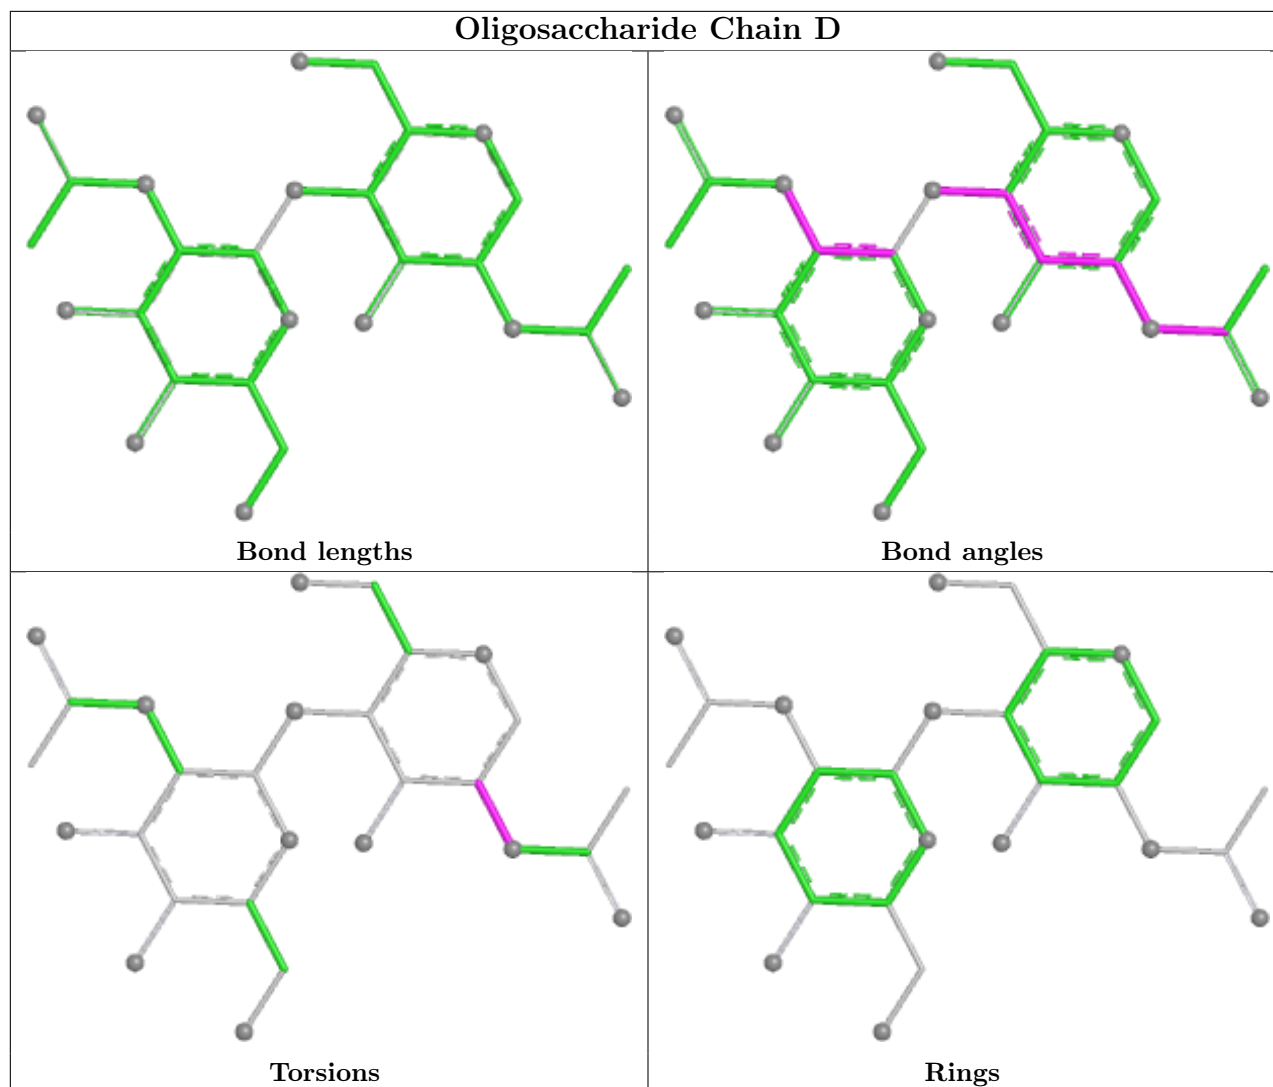 Oligosaccharide Chain D
Bond lengths
Bond angles
Torsions
Rings